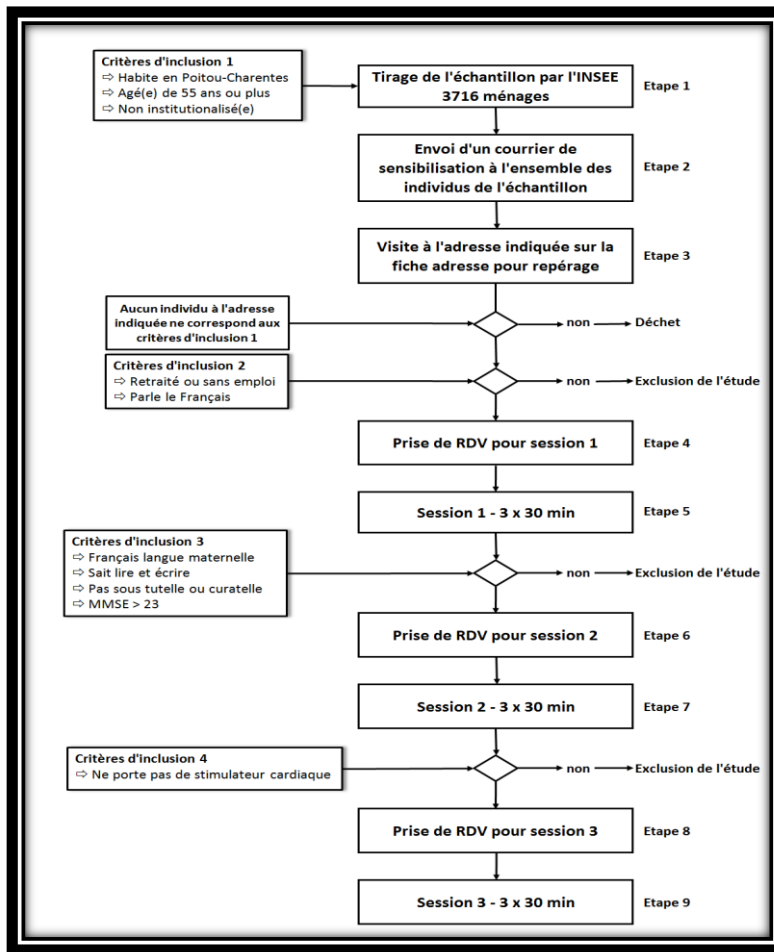 Critères d'inclusion 1
⇨ Habite en Poitou-Charentes
⇨ Agé(e) de 55 ans ou plus
⇨ Non institutionalisé(e)
Tirage de l'échantillon par l'INSEE
3716 ménages
Etape 1
Envoi d'un courrier de
sensibilisation à l'ensemble des
individus de l'échantillon
Etape 2
Visite à l'adresse indiquée sur la
fiche adresse pour repérage
Etape 3
Aucun individu à l'adresse
indiquée ne correspond aux
critères d'inclusion 1
non
Déchet
Critères d'inclusion 2
⇨ Retraité ou sans emploi
⇨ Parle le Français
non
Exclusion de l'étude
Prise de RDV pour session 1
Etape 4
Session 1 - 3 x 30 min
Etape 5
Critères d'inclusion 3
⇨ Français langue maternelle
⇨ Sait lire et écrire
⇨ Pas sous tutelle ou curatelle
⇨ MMSE > 23
non
Exclusion de l'étude
Prise de RDV pour session 2
Etape 6
Session 2 - 3 x 30 min
Etape 7
Critères d'inclusion 4
⇨ Ne porte pas de stimulateur cardiaque
non
Exclusion de l'étude
Prise de RDV pour session 3
Etape 8
Session 3 - 3 x 30 min
Etape 9